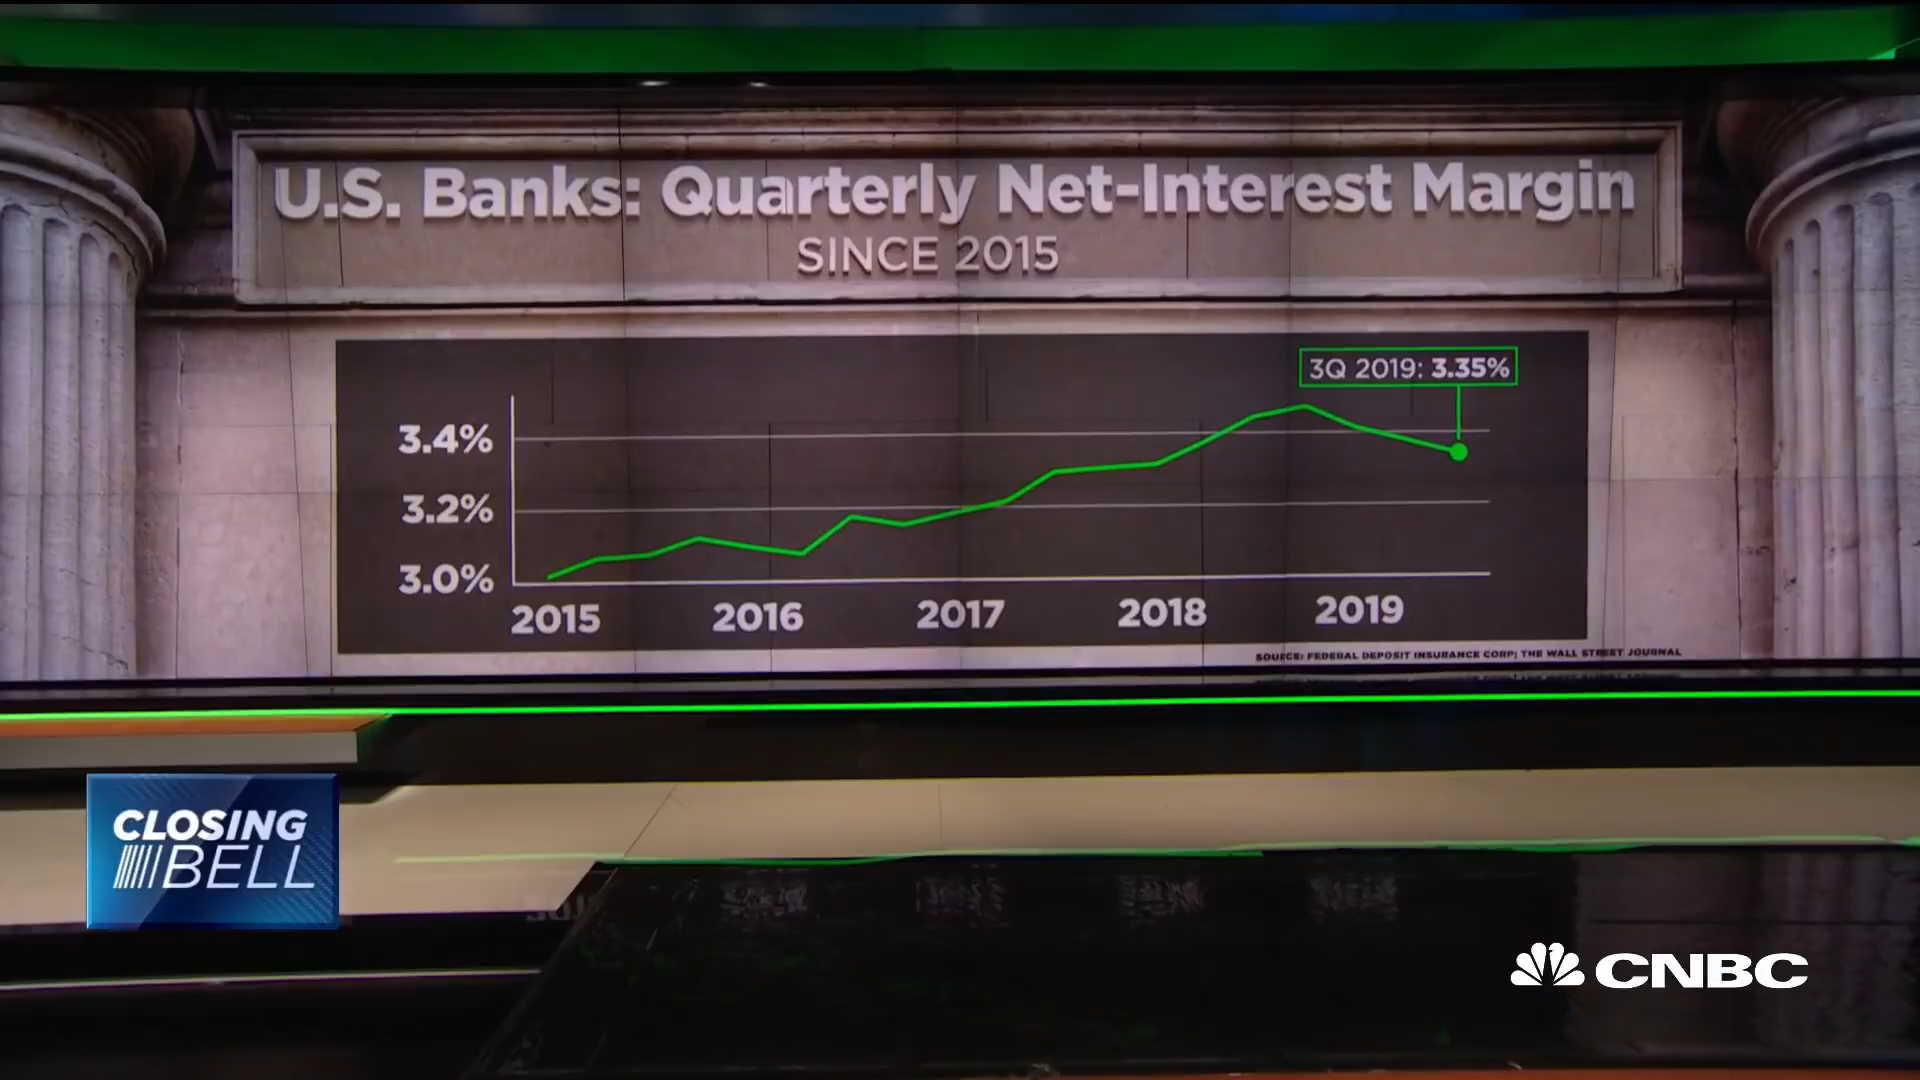 U.S. Banks: Quarterly Net-Interest Margin
SINCE 2015
3Q 2019: 3.35%
3.4%
3.2%
3.0%
2015 2016 2017 2018 2019
SOURCE: FEDERAL DEPOSIT INSURANCE CORP; THE WALL STREET JOURNAL
CLOSING
BELL
CNBC